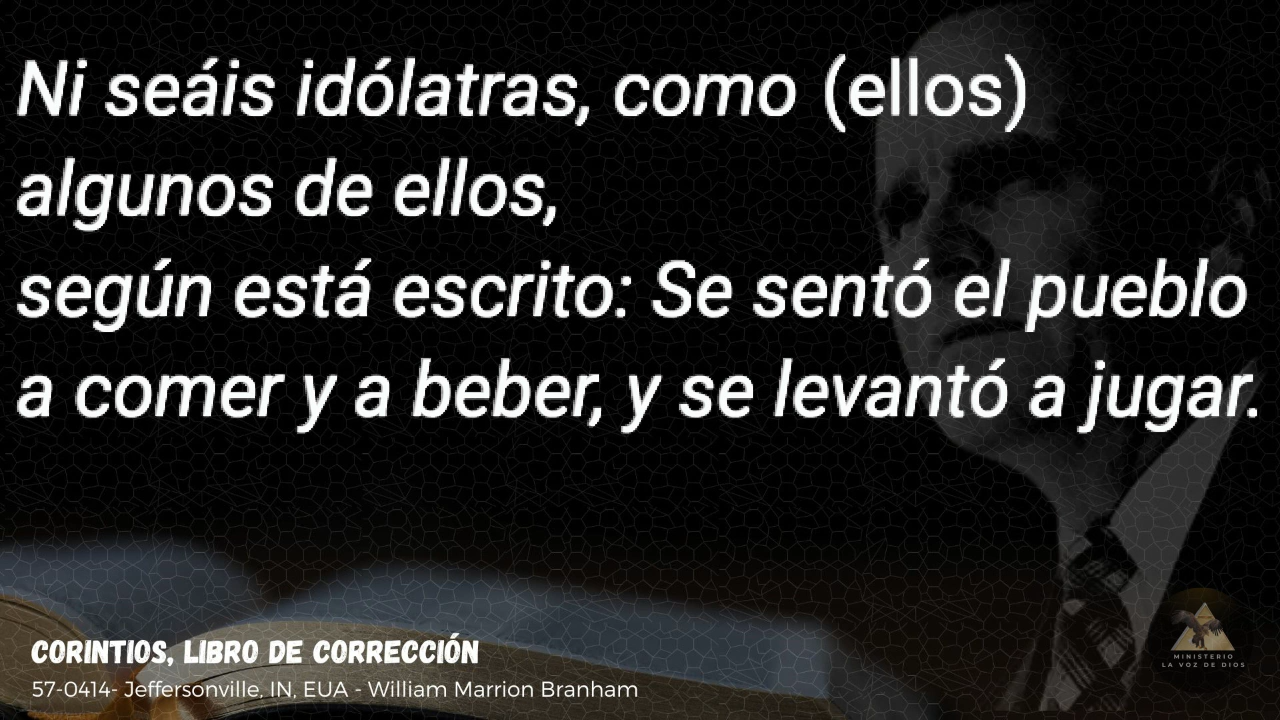 Ni seáis idólatras, como (ellos)
algunos de ellos,
según está escrito: Se sentó el pueblo
a comer y a beber, y se levantó a jugar.
CORINTIOS, LIBRO DE CORRECCIÓN
57-0414- Jeffersonville, IN, EUA - William Marrion Branham
MINISTERIO
LA VOZ DE DIOS